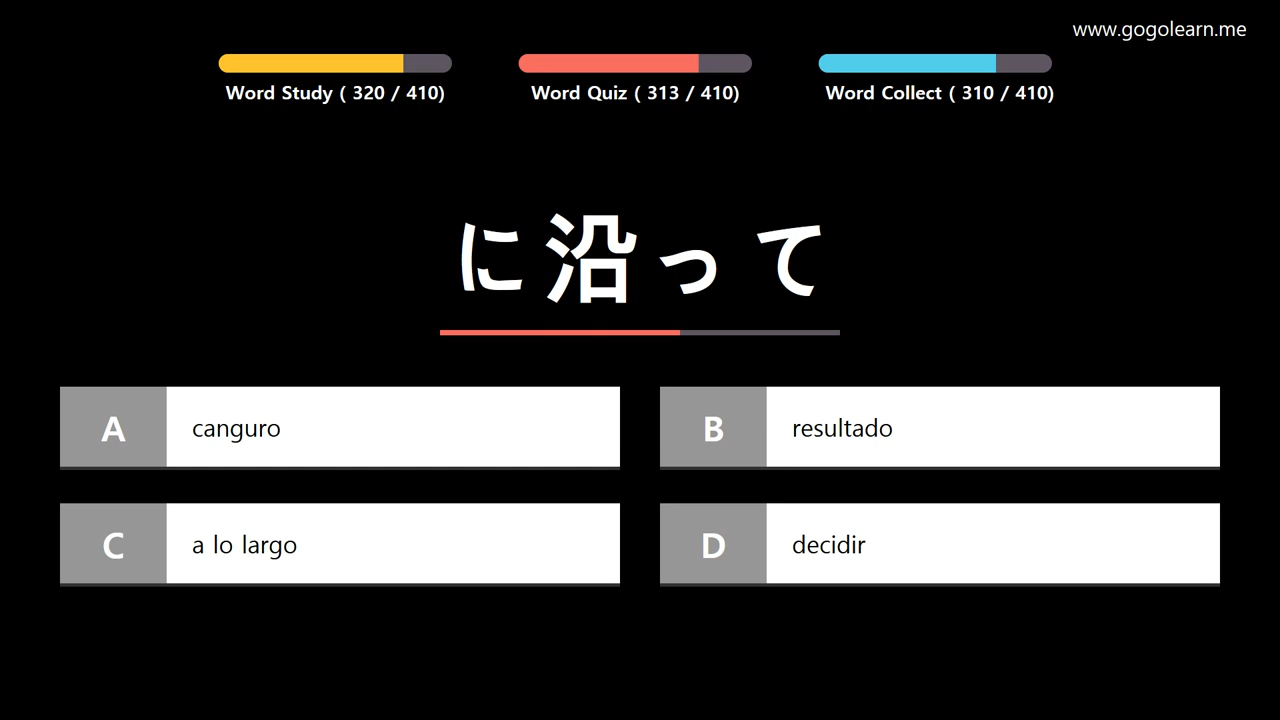 www.gogolearn.me
Word Study ( 320 / 410)
Word Quiz ( 313 / 410)
Word Collect ( 310 / 410)
に沿って
A canguro
B resultado
C a lo largo
D decidir